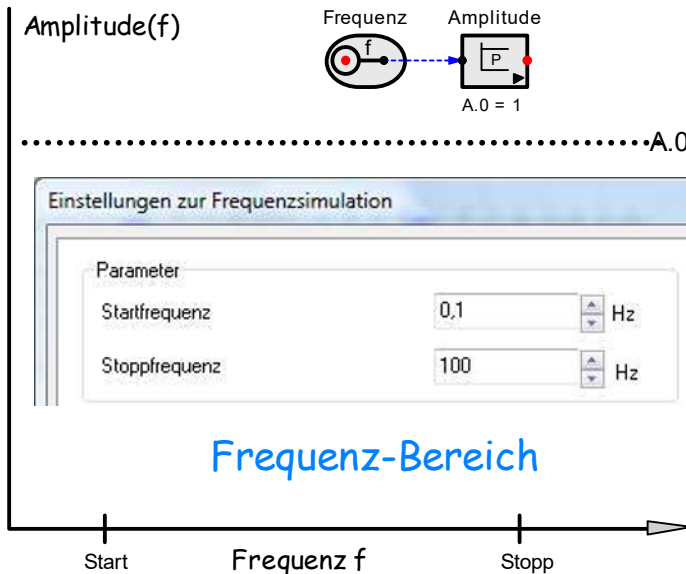 Amplitude(f)
Frequenz
Amplitude
f
P
A.0 = 1
A.0
Einstellungen zur Frequenzsimulation
Parameter
Startfrequenz
0,1
Hz
Stoppfrequenz
100
Hz
Frequenz-Bereich
Start
Frequenz f
Stopp